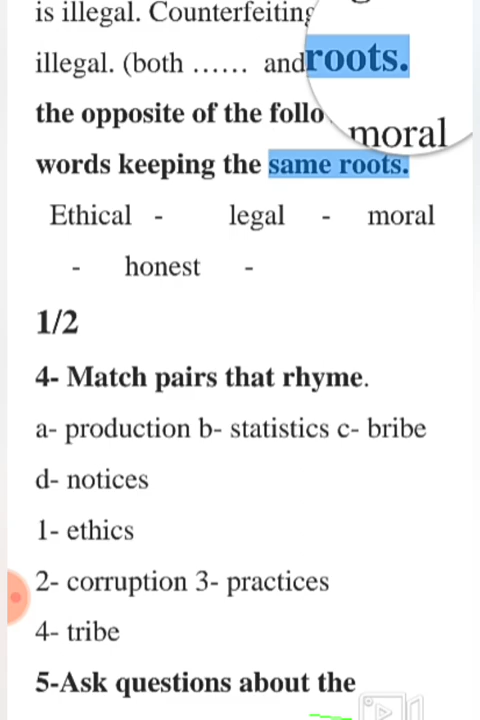 is illegal. Counterfeiting
illegal. (both ...... and
roots.
the opposite of the follo
moral
words keeping the same roots.
Ethical - legal - moral
- honest -
1/2
4- Match pairs that rhyme.
a- production b- statistics c- bribe
d- notices
1- ethics
2- corruption 3- practices
4- tribe
5-Ask questions about the